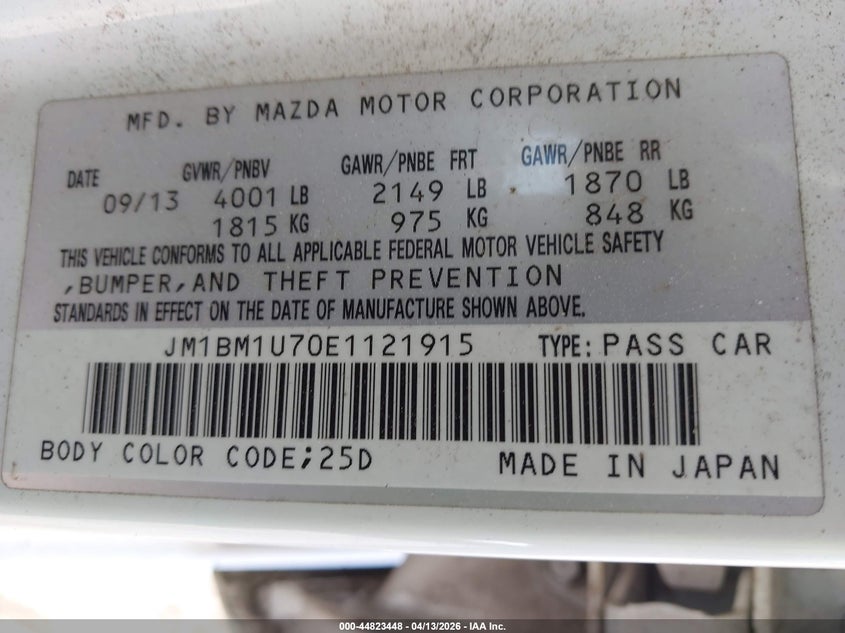 MFD. BY MAZDA MOTOR CORPORATION
DATE GVWR/PNBV GAWR/PNBE FRT GAWR/PNBE RR
09/13 4001 LB 2149 LB 1870 LB
1815 KG 975 KG 848 KG
THIS VEHICLE CONFORMS TO ALL APPLICABLE FEDERAL MOTOR VEHICLE SAFETY
,BUMPER,AND THEFT PREVENTION
STANDARDS IN EFFECT ON THE DATE OF MANUFACTURE SHOWN ABOVE.
JM1BM1U70E1121915 TYPE: PASS CAR
BODY COLOR CODE;25D MADE IN JAPAN
000-44823448 - 04/13/2026 - IAA Inc.